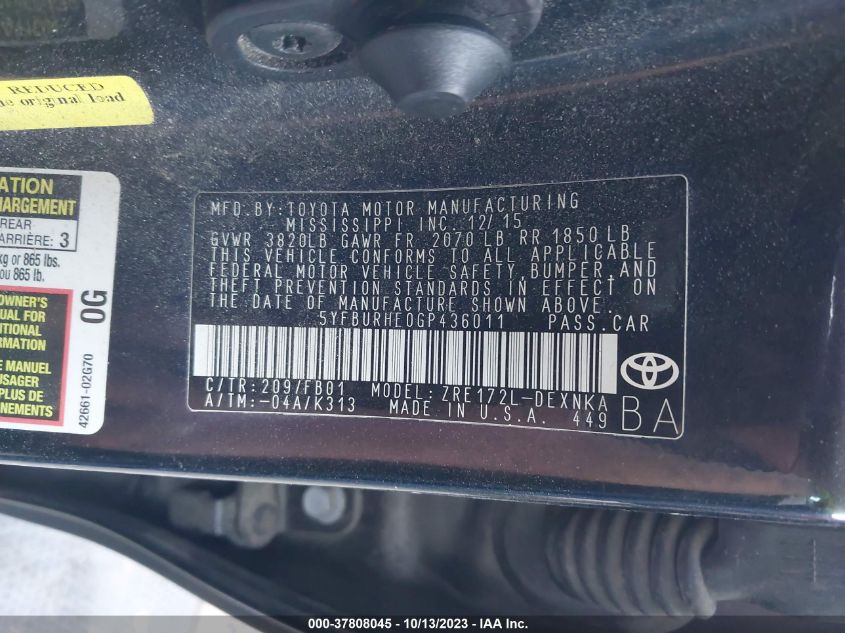 REDUCED
original load
ATION
HARGEMENT
REAR
ARRIÈRE: 3
kg or 865 lbs.
ou 865 lb.
OWNER'S
UAL FOR
TIONAL
ATION
E MANUEL
USAGER
PLUS DE
EMENTS
0G
42661-02G70
MFD.BY:TOYOTA MOTOR MANUFACTURING
MISSISSIPPI INC. 12/15
GVWR 3820LB GAWR FR 2070 LB RR 1850 LB
THIS VEHICLE CONFORMS TO ALL APPLICABLE
FEDERAL MOTOR VEHICLE SAFETY,BUMPER,AND
THEFT PREVENTION STANDARDS IN EFFECT ON
THE DATE OF MANUFACTURE SHOWN ABOVE.
5YFBURHE0GP436011 PASS.CAR
C/TR:209/FB01 MODEL:ZRE172L-DEXNKA
A/TM:-04A/K313 MADE IN U.S.A. 449
BA
000-37808045 - 10/13/2023 - IAA Inc.